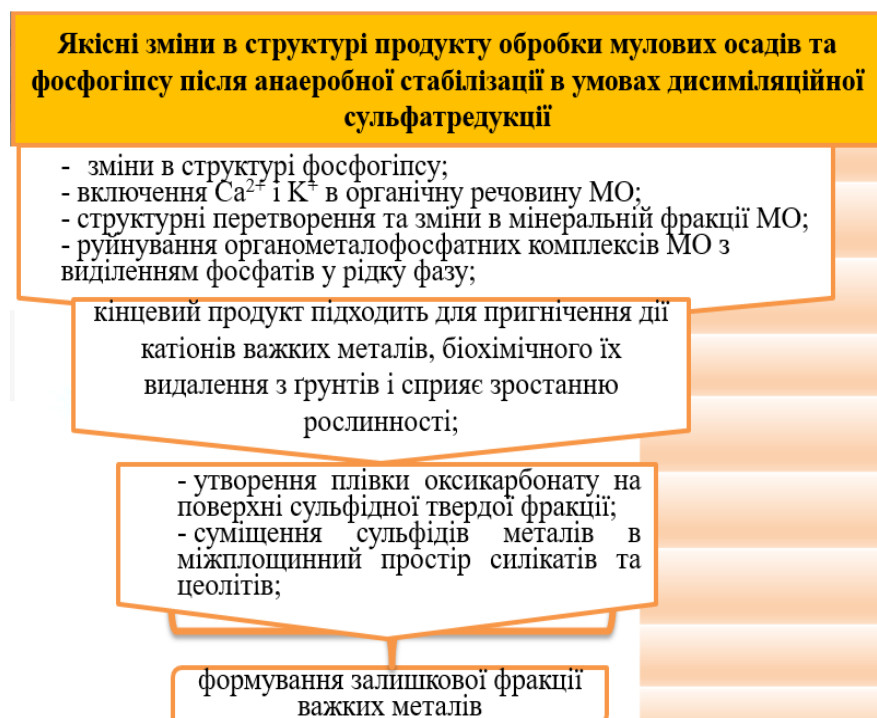 Якісні зміни в структурі продукту обробки мулових осадів та
фосфогіпсу після анаеробної стабілізації в умовах дисиміляційної
сульфатредукції
- зміни в структурі фосфогіпсу;
- включення Ca²⁺ і K⁺ в органічну речовину МО;
- структурні перетворення та зміни в мінеральній фракції МО;
- руйнування органометалофосфатних комплексів МО з
виділенням фосфатів у рідку фазу;
кінцевий продукт підходить для пригнічення дії
катіонів важких металів, біохімічного їх
видалення з ґрунтів і сприяє зростанню
рослинності;
- утворення плівки оксикарбонату на
поверхні сульфідної твердої фракції;
- суміщення сульфідів металів в
міжплощинний простір силікатів та
цеолітів;
формування залишкової фракції
важких металів